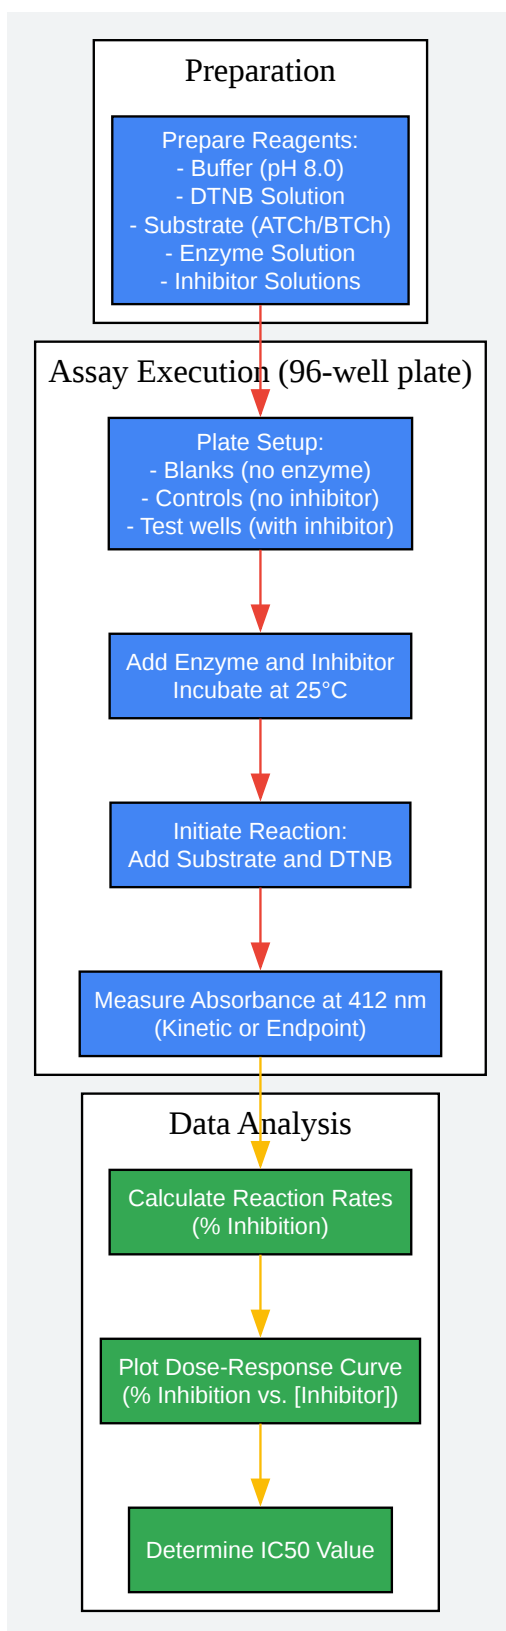 Preparation
Prepare Reagents:
- Buffer (pH 8.0)
- DTNB Solution
- Substrate (ATCh/BTCh)
- Enzyme Solution
- Inhibitor Solutions
Assay Execution (96-well plate)
Plate Setup:
- Blanks (no enzyme)
- Controls (no inhibitor)
- Test wells (with inhibitor)
Add Enzyme and Inhibitor
Incubate at 25°C
Initiate Reaction:
Add Substrate and DTNB
Measure Absorbance at 412 nm
(Kinetic or Endpoint)
Data Analysis
Calculate Reaction Rates
(% Inhibition)
Plot Dose-Response Curve
(% Inhibition vs. [Inhibitor])
Determine IC50 Value